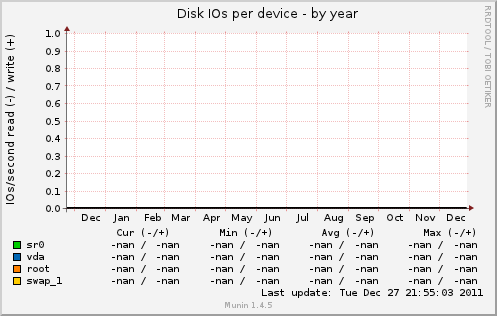 Disk IOs per device - by year
RRDTOOL / TOBI OETIKER
IOs/second read (-) / write (+)
1.0
0.9
0.8
0.7
0.6
0.5
0.4
0.3
0.2
0.1
0.0
Dec Jan Feb Mar Apr May Jun Jul Aug Sep Oct Nov Dec
Cur (-/+) Min (-/+) Avg (-/+) Max (-/+)
sr0 -nan / -nan -nan / -nan -nan / -nan -nan / -nan
vda -nan / -nan -nan / -nan -nan / -nan -nan / -nan
root -nan / -nan -nan / -nan -nan / -nan -nan / -nan
swap_1 -nan / -nan -nan / -nan -nan / -nan -nan / -nan
Last update: Tue Dec 27 21:55:03 2011
Munin 1.4.5